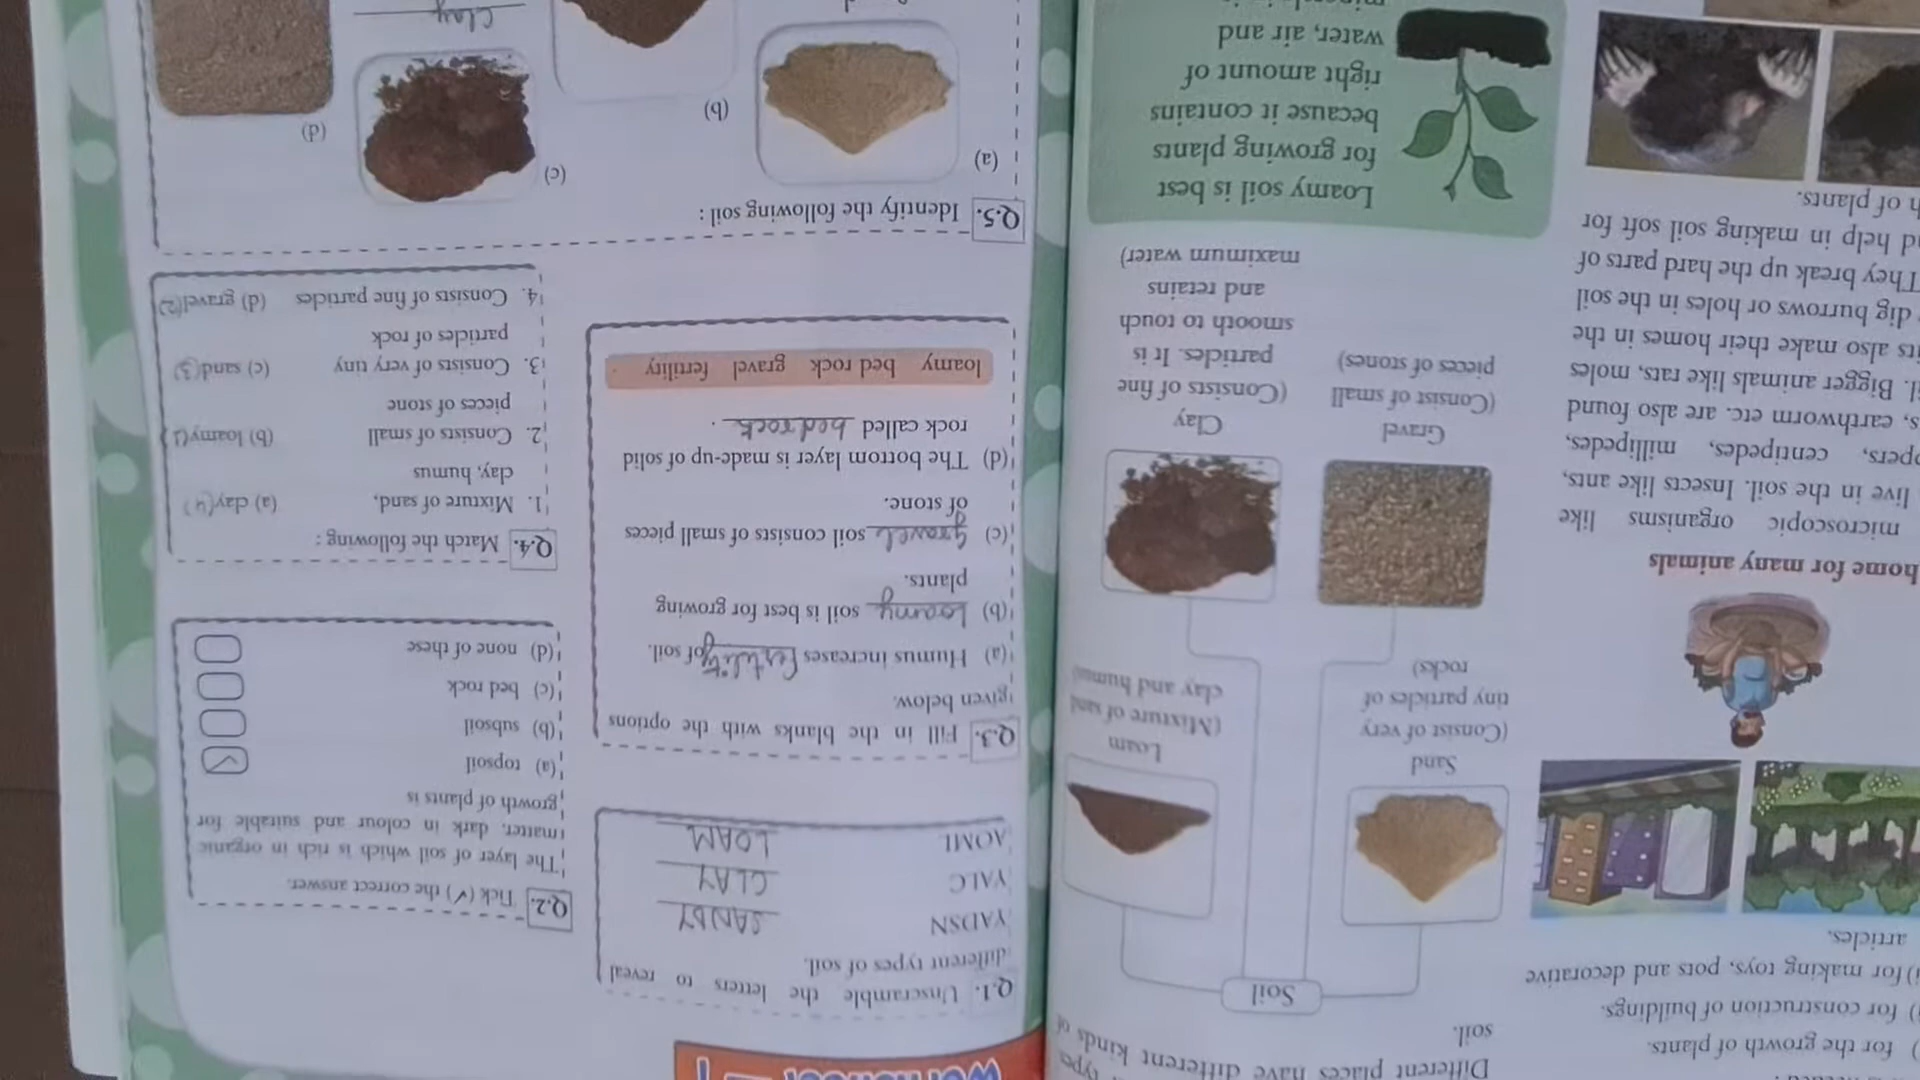 for the growth of plants.
for construction of buildings.
for making toys, pots and decorative
articles.
home for many animals
microscopic organisms like
live in the soil. Insects like ants,
centipedes, millipedes,
earthworm etc. are also found
Bigger animals like rats, moles
also make their homes in the
dig burrows or holes in the soil
They break up the hard parts of
help in making soil soft for
of plants.
Different places have different kinds of
soil.
Soil
Sand
(Consist of very
tiny particles of
rocks)
Loam
(Mixture of sand
clay and humus)
Gravel
(Consist of small
pieces of stones)
Clay
(Consists of fine
particles. It is
smooth to touch
and retains
maximum water)
Loamy soil is best
for growing plants
because it contains
right amount of
water, air and
Worksheet – 1
Q.1. Unscramble the letters to reveal
different types of soil.
YADSN SANDY
YALC CLAY
AOML LOAM
Q.3. Fill in the blanks with the options
given below.
(a) Humus increases fertility of soil.
(b) Loamy soil is best for growing
plants.
(c) Gravel soil consists of small pieces
of stone.
(d) The bottom layer is made-up of solid
rock called bedrock.
loamy bed rock gravel fertility
Q.2. Tick (✓) the correct answer.
The layer of soil which is rich in organic
matter, dark in colour and suitable for
growth of plants is
(a) topsoil ✓
(b) subsoil
(c) bed rock
(d) none of these
Q.4. Match the following :
1. Mixture of sand, (a) clay (4)
clay, humus
2. Consists of small (b) loamy (1
pieces of stone
3. Consists of very tiny (c) sand (3)
particles of rock
4. Consists of fine particles (d) gravel (2)
Q.5. Identify the following soil :
(a)
(b)
(c)
(d)
Clay